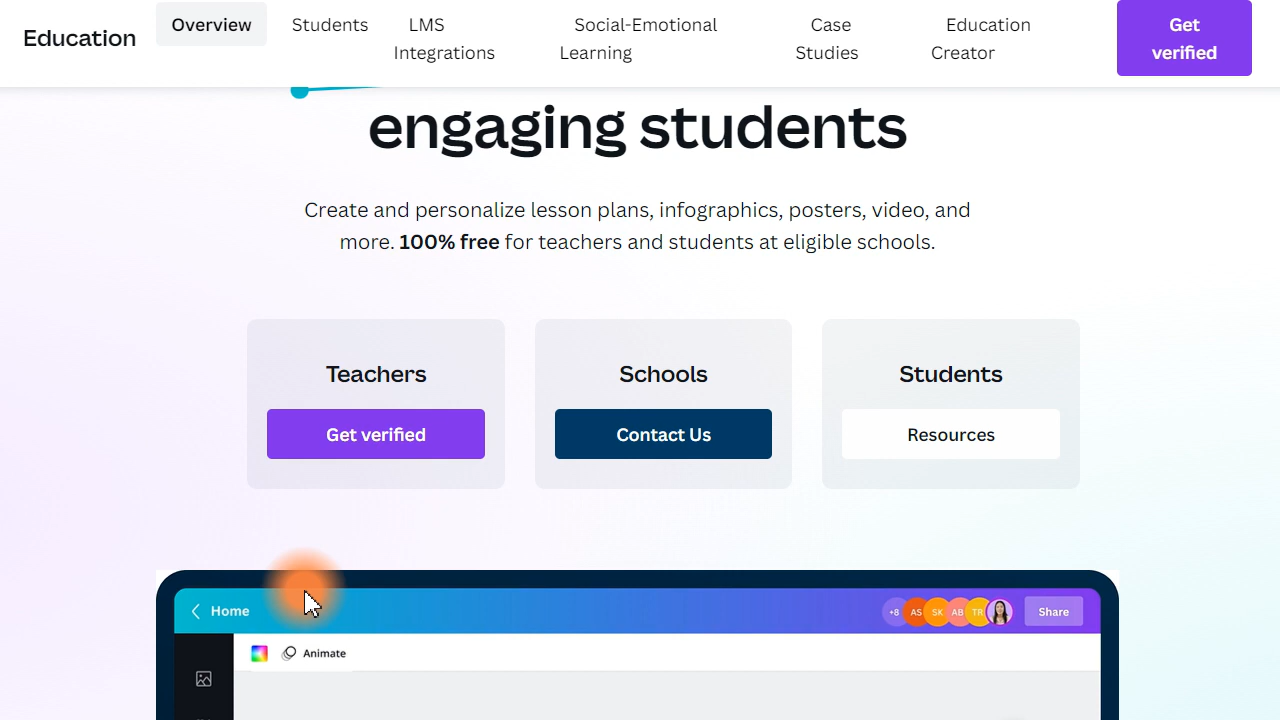 Education
Overview
Students
LMS Integrations
Social-Emotional Learning
Case Studies
Education Creator
Get verified
engaging students
Create and personalize lesson plans, infographics, posters, video, and
more. 100% free for teachers and students at eligible schools.
Teachers
Get verified
Schools
Contact Us
Students
Resources
Home
+8
AS
SK
AB
TR
Share
Animate